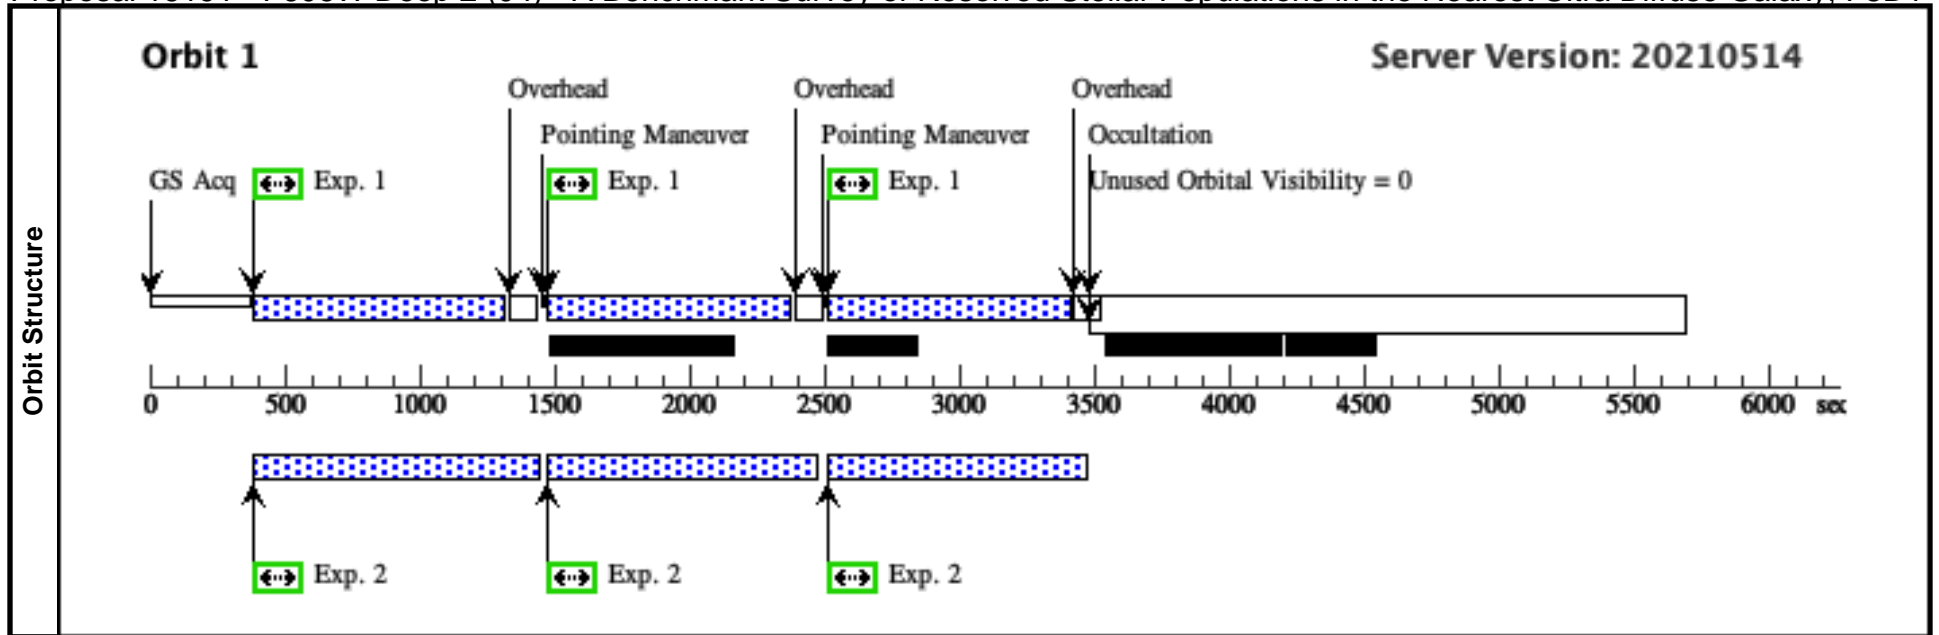 Orbit Structure
Orbit 1
Server Version: 20210514
Overhead
Overhead
Overhead
Pointing Maneuver
Pointing Maneuver
Occultation
GS Acq
Exp. 1
Exp. 1
Exp. 1
Unused Orbital Visibility = 0
0 500 1000 1500 2000 2500 3000 3500 4000 4500 5000 5500 6000 sec
Exp. 2
Exp. 2
Exp. 2